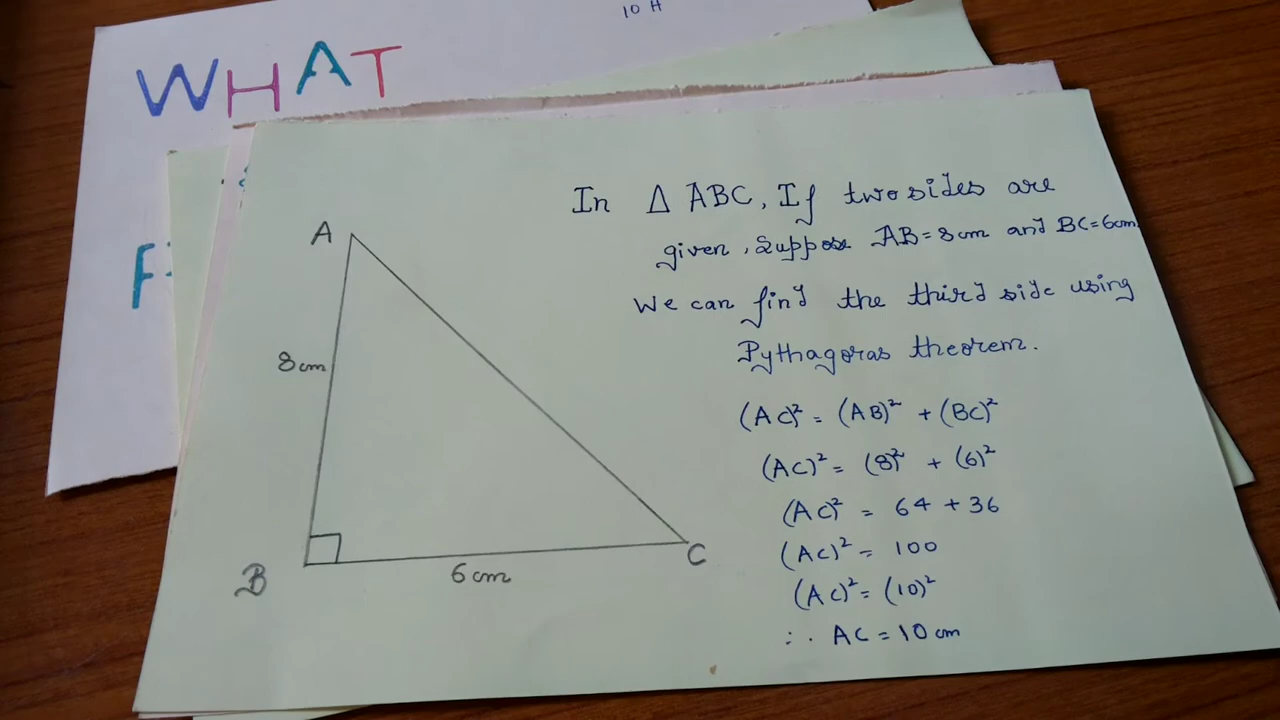 10 H
WHAT
In Δ ABC, If two sides are
given, Suppose AB = 8cm and BC = 6cm
We can find the third side using
Pythagoras theorem.
(AC)² = (AB)² + (BC)²
(AC)² = (8)² + (6)²
(AC)² = 64 + 36
(AC)² = 100
(AC)² = (10)²
∴ AC = 10 cm
A
8cm
B
6cm
C